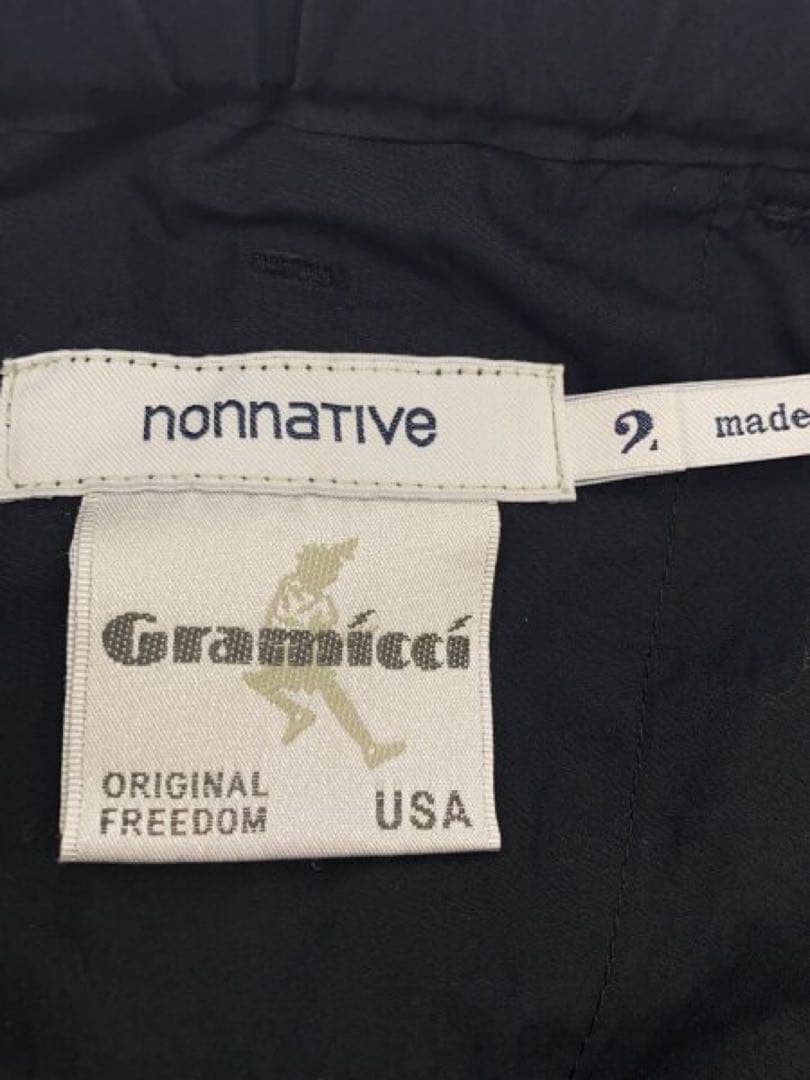 nonnative
2 made
Gramicci
ORIGINAL
FREEDOM
USA